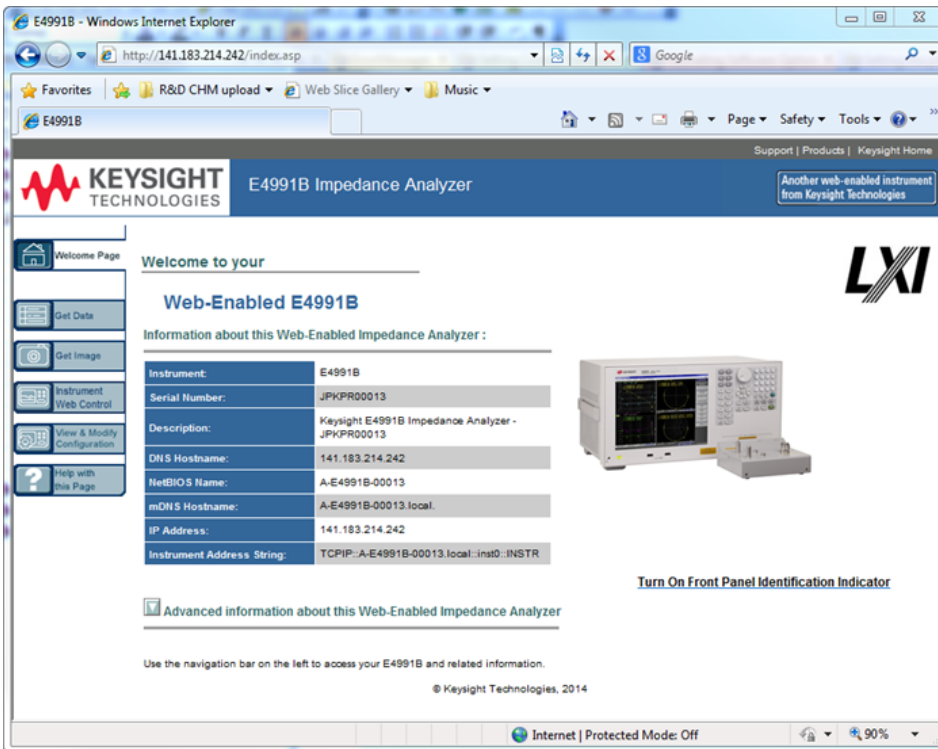 E4991B - Windows Internet Explorer
http://141.183.214.242/index.asp
Google
Favorites
R&D CHM upload
Web Slice Gallery
Music
E4991B
Page
Safety
Tools
Support | Products | Keysight Home
KEYSIGHT
TECHNOLOGIES
E4991B Impedance Analyzer
Another web-enabled instrument
from Keysight Technologies
Welcome Page
Get Data
Get Image
Instrument
Web Control
View & Modify
Configuration
Help with
this Page
Welcome to your
LXI
Web-Enabled E4991B
Information about this Web-Enabled Impedance Analyzer :
Instrument: E4991B
Serial Number: JPKPR00013
Description: Keysight E4991B Impedance Analyzer -
JPKPR00013
DNS Hostname: 141.183.214.242
NetBIOS Name: A-E4991B-00013
mDNS Hostname: A-E4991B-00013.local.
IP Address: 141.183.214.242
Instrument Address String: TCPIP::A-E4991B-00013.local::inst0::INSTR
Turn On Front Panel Identification Indicator
Advanced information about this Web-Enabled Impedance Analyzer
Use the navigation bar on the left to access your E4991B and related information.
© Keysight Technologies, 2014
Internet | Protected Mode: Off
90%